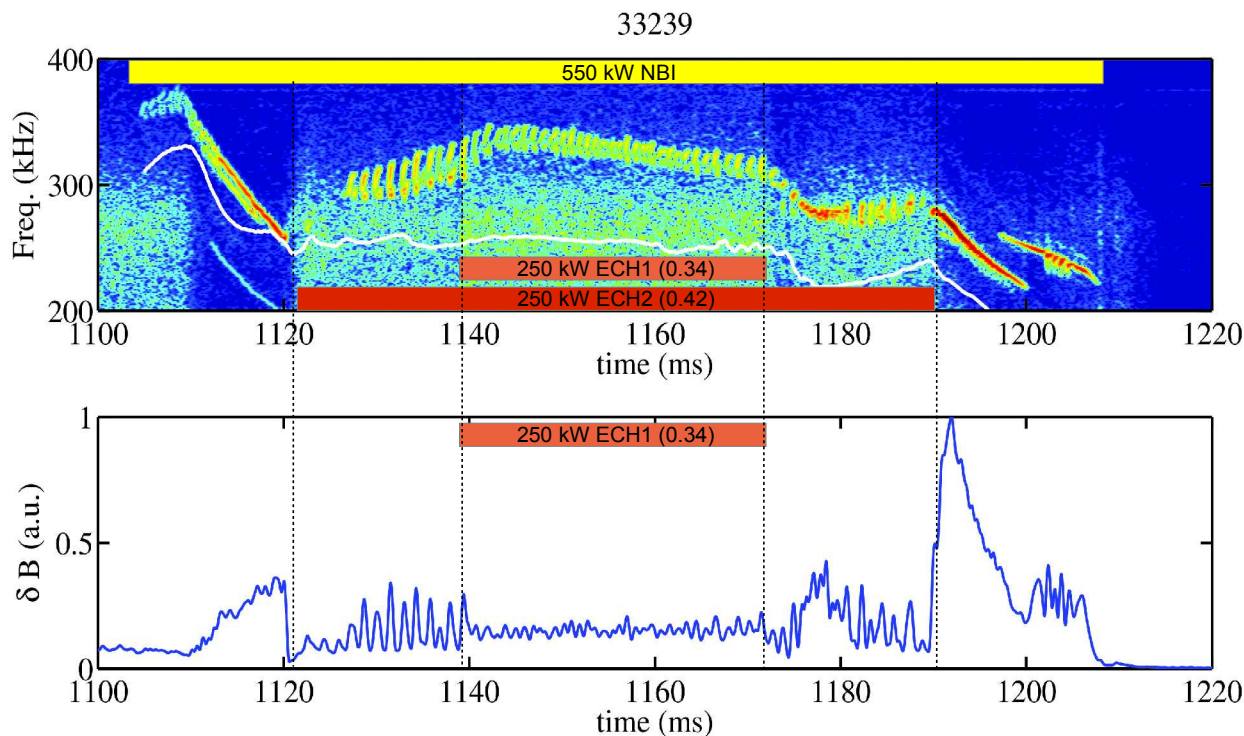 33239
400
300
200
Freq. (kHz)
550 kW NBI
250 kW ECH1 (0.34)
250 kW ECH2 (0.42)
1100 1120 1140 1160 1180 1200 1220
time (ms)
1
0.5
0
δ B (a.u.)
250 kW ECH1 (0.34)
1100 1120 1140 1160 1180 1200 1220
time (ms)